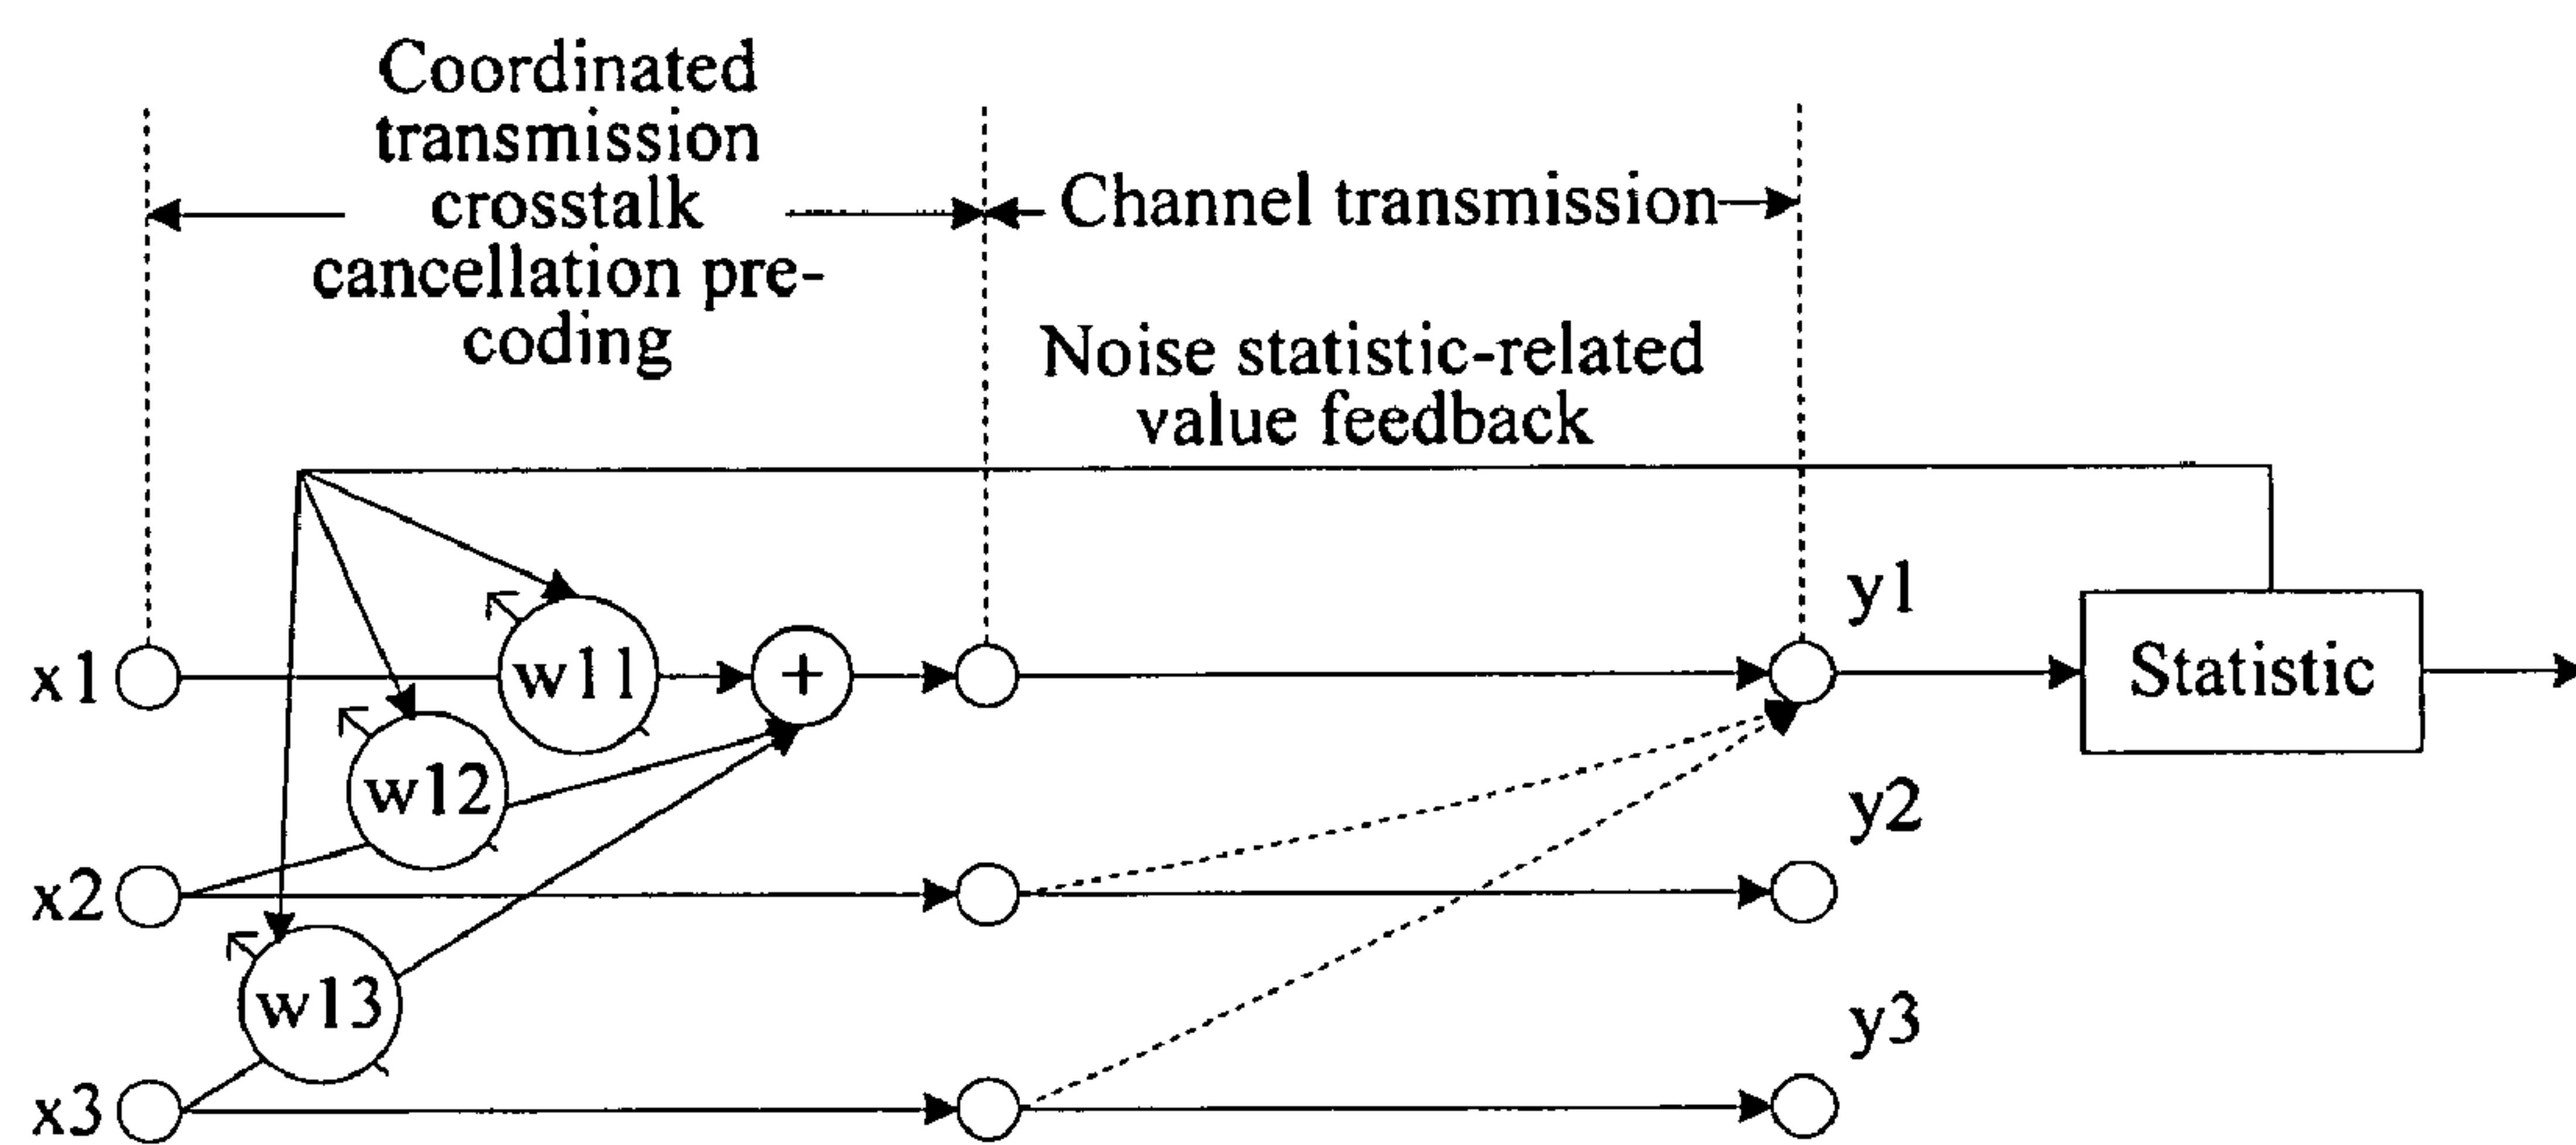 Coordinated
transmission
crosstalk
cancellation pre-
coding
Channel transmission
Noise statistic-related
value feedback
y1
x1
w11
+
Statistic
w12
y2
x2
w13
y3
x3